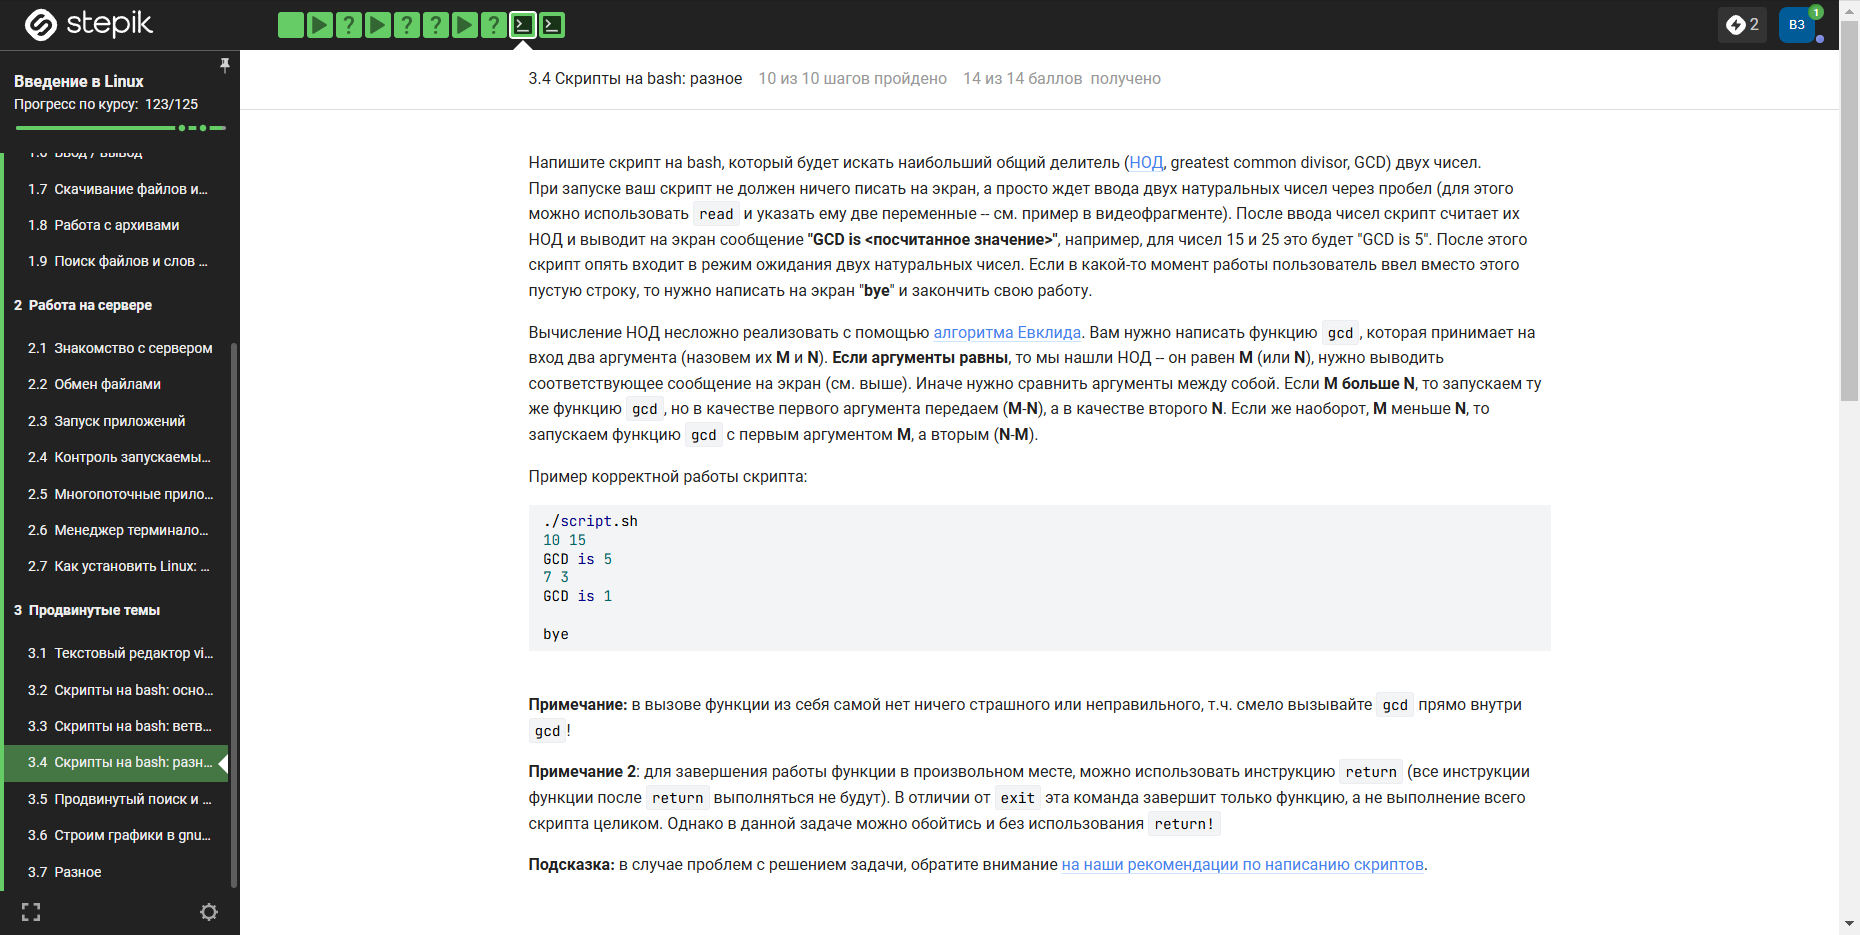 stepik
2
ВЗ
1
Введение в Linux
Прогресс по курсу: 123/125
1.6 Ввод / вывод
1.7 Скачивание файлов и...
1.8 Работа с архивами
1.9 Поиск файлов и слов ...
2 Работа на сервере
2.1 Знакомство с сервером
2.2 Обмен файлами
2.3 Запуск приложений
2.4 Контроль запускаемы...
2.5 Многопоточные прило...
2.6 Менеджер терминало...
2.7 Как установить Linux: ...
3 Продвинутые темы
3.1 Текстовый редактор vi...
3.2 Скрипты на bash: осно...
3.3 Скрипты на bash: ветв...
3.4 Скрипты на bash: разн...
3.5 Продвинутый поиск и ...
3.6 Строим графики в gnu...
3.7 Разное
3.4 Скрипты на bash: разное 10 из 10 шагов пройдено 14 из 14 баллов получено
Напишите скрипт на bash, который будет искать наибольший общий делитель (НОД, greatest common divisor, GCD) двух чисел.
При запуске ваш скрипт не должен ничего писать на экран, а просто ждет ввода двух натуральных чисел через пробел (для этого
можно использовать read и указать ему две переменные -- см. пример в видеофрагменте). После ввода чисел скрипт считает их
НОД и выводит на экран сообщение "GCD is <посчитанное значение>", например, для чисел 15 и 25 это будет "GCD is 5". После этого
скрипт опять входит в режим ожидания двух натуральных чисел. Если в какой-то момент работы пользователь ввел вместо этого
пустую строку, то нужно написать на экран "bye" и закончить свою работу.
Вычисление НОД несложно реализовать с помощью алгоритма Евклида. Вам нужно написать функцию gcd , которая принимает на
вход два аргумента (назовем их M и N). Если аргументы равны, то мы нашли НОД -- он равен M (или N), нужно выводить
соответствующее сообщение на экран (см. выше). Иначе нужно сравнить аргументы между собой. Если M больше N, то запускаем ту
же функцию gcd , но в качестве первого аргумента передаем (M-N), а в качестве второго N. Если же наоборот, M меньше N, то
запускаем функцию gcd с первым аргументом M, а вторым (N-M).
Пример корректной работы скрипта:
./script.sh
10 15
GCD is 5
7 3
GCD is 1
bye
Примечание: в вызове функции из себя самой нет ничего страшного или неправильного, т.ч. смело вызывайте gcd прямо внутри
gcd !
Примечание 2: для завершения работы функции в произвольном месте, можно использовать инструкцию return (все инструкции
функции после return выполняться не будут). В отличии от exit эта команда завершит только функцию, а не выполнение всего
скрипта целиком. Однако в данной задаче можно обойтись и без использования return!
Подсказка: в случае проблем с решением задачи, обратите внимание на наши рекомендации по написанию скриптов.